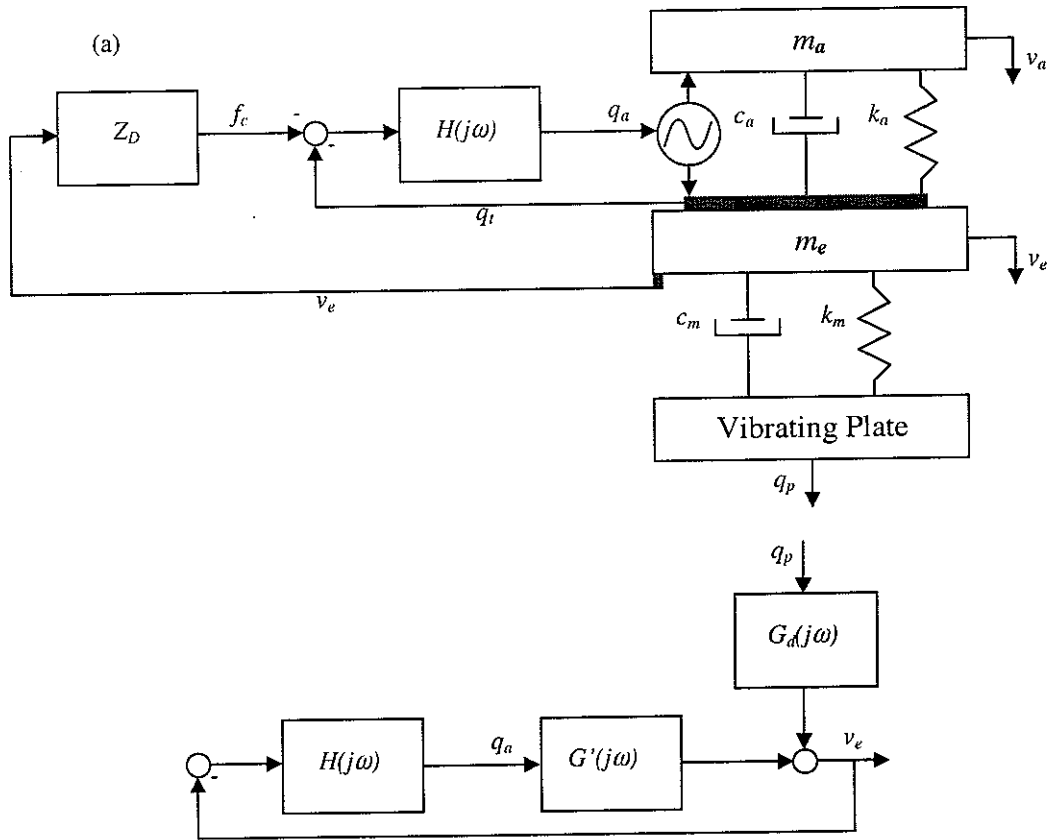 (a)
m_a
v_a
Z_D
f_c
-
-
H(jω)
q_a
c_a
k_a
q_t
m_e
v_e
v_e
c_m
k_m
Vibrating Plate
q_p
q_p
G_d(jω)
-
H(jω)
q_a
G'(jω)
v_e